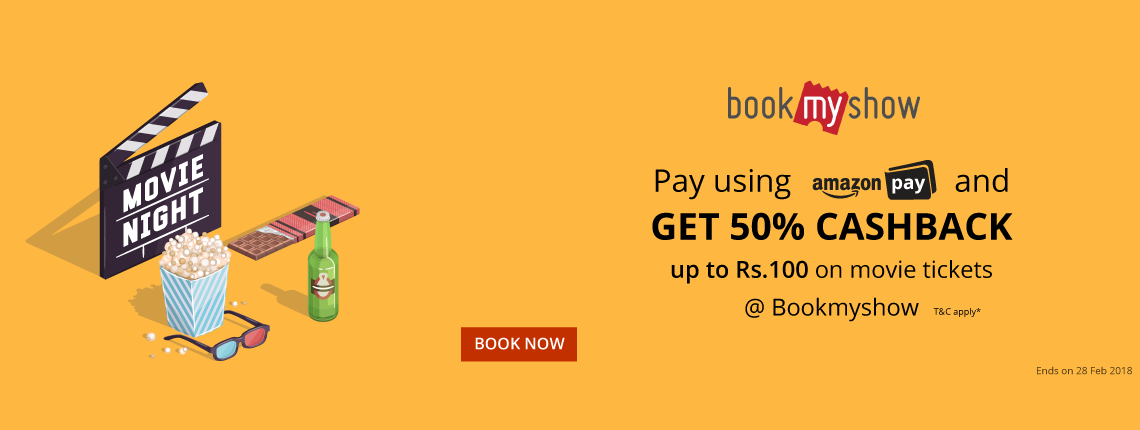 MOVIE
NIGHT
bookmyshow
Pay using amazon pay and
GET 50% CASHBACK
up to Rs.100 on movie tickets
@ Bookmyshow T&C apply*
BOOK NOW
Ends on 28 Feb 2018